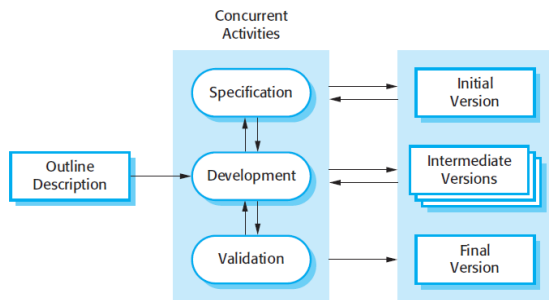 Concurrent
Activities
Specification
Initial
Version
Outline
Description
Development
Intermediate
Versions
Validation
Final
Version